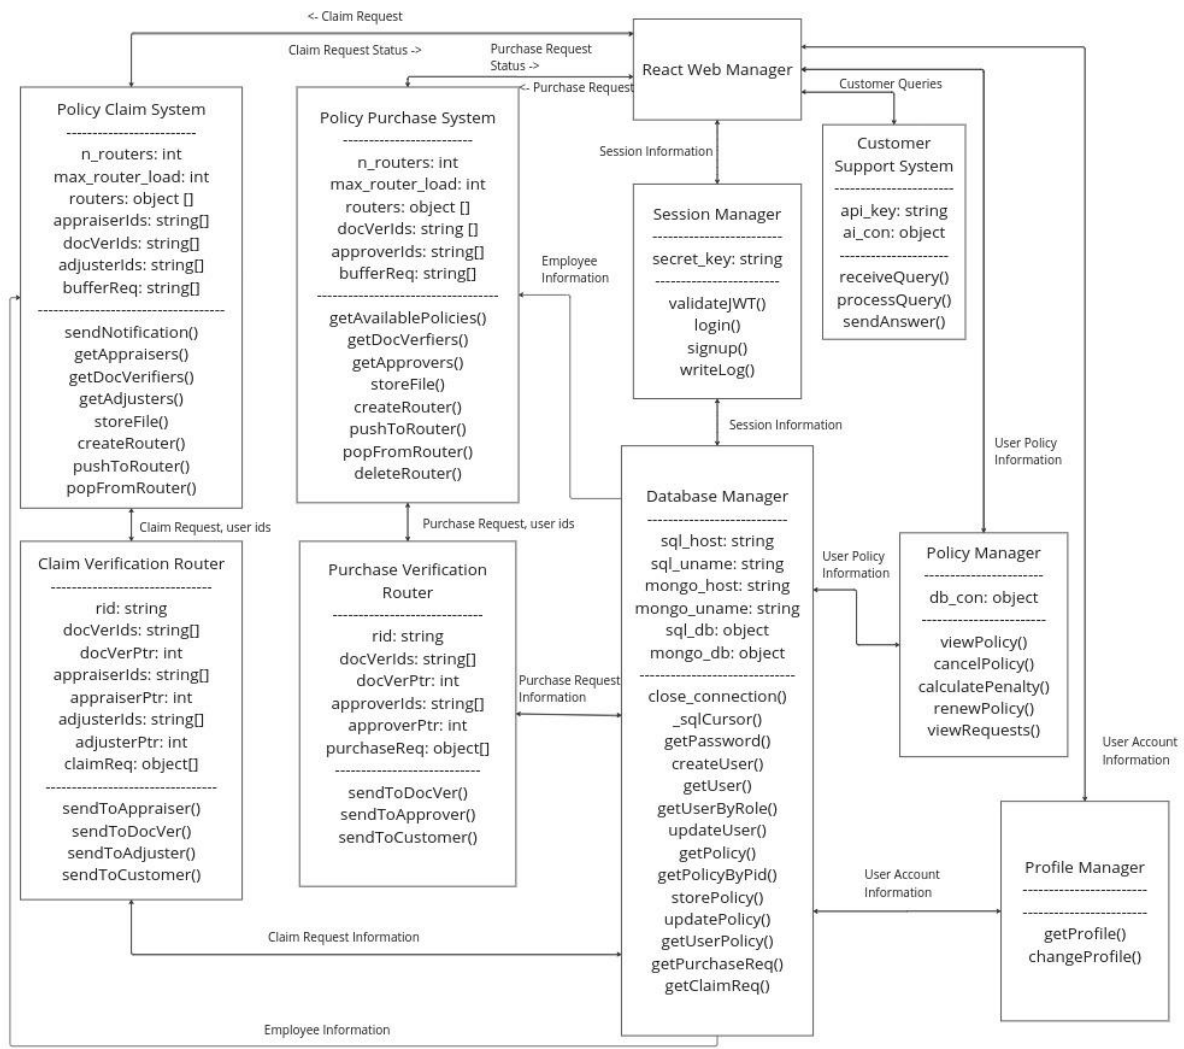 <- Claim Request
Claim Request Status ->
Purchase Request
Status ->
<- Purchase Request
React Web Manager
Customer Queries
Policy Claim System
-------------------------
n_routers: int
max_router_load: int
routers: object []
appraiserIds: string[]
docVerIds: string[]
adjusterIds: string[]
bufferReq: string[]
------------------------------------
sendNotification()
getAppraisers()
getDocVerifiers()
getAdjusters()
storeFile()
createRouter()
pushToRouter()
popFromRouter()
Policy Purchase System
-------------------------
n_routers: int
max_router_load: int
routers: object []
docVerIds: string []
approverIds: string[]
bufferReq: string[]
-----------------------------------
getAvailablePolicies()
getDocVerfiers()
getApprovers()
storeFile()
createRouter()
pushToRouter()
popFromRouter()
deleteRouter()
Session Information
Session Manager
-------------------------
secret_key: string
------------------------
validateJWT()
login()
signup()
writeLog()
Customer
Support System
-----------------------
api_key: string
ai_con: object
---------------------
receiveQuery()
processQuery()
sendAnswer()
Employee
Information
Session Information
User Policy
Information
Claim Request, user ids
Purchase Request, user ids
Claim Verification Router
-------------------------------
rid: string
docVerIds: string[]
docVerPtr: int
appraiserIds: string[]
appraiserPtr: int
adjusterIds: string[]
adjusterPtr: int
claimReq: object[]
---------------------------------
sendToAppraiser()
sendToDocVer()
sendToAdjuster()
sendToCustomer()
Purchase Verification
Router
-----------------------------
rid: string
docVerIds: string[]
docVerPtr: int
approverIds: string[]
approverPtr: int
purchaseReq: object[]
----------------------------
sendToDocVer()
sendToApprover()
sendToCustomer()
Purchase Request
Information
Database Manager
---------------------------
sql_host: string
sql_uname: string
mongo_host: string
mongo_uname: string
sql_db: object
mongo_db: object
------------------------------
close_connection()
_sqlCursor()
getPassword()
createUser()
getUser()
getUserByRole()
updateUser()
getPolicy()
getPolicyByPid()
storePolicy()
updatePolicy()
getUserPolicy()
getPurchaseReq()
getClaimReq()
User Policy
Information
Policy Manager
-----------------------
db_con: object
------------------------
viewPolicy()
cancelPolicy()
calculatePenalty()
renewPolicy()
viewRequests()
User Account
Information
User Account
Information
Profile Manager
------------------------
------------------------
getProfile()
changeProfile()
Claim Request Information
Employee Information